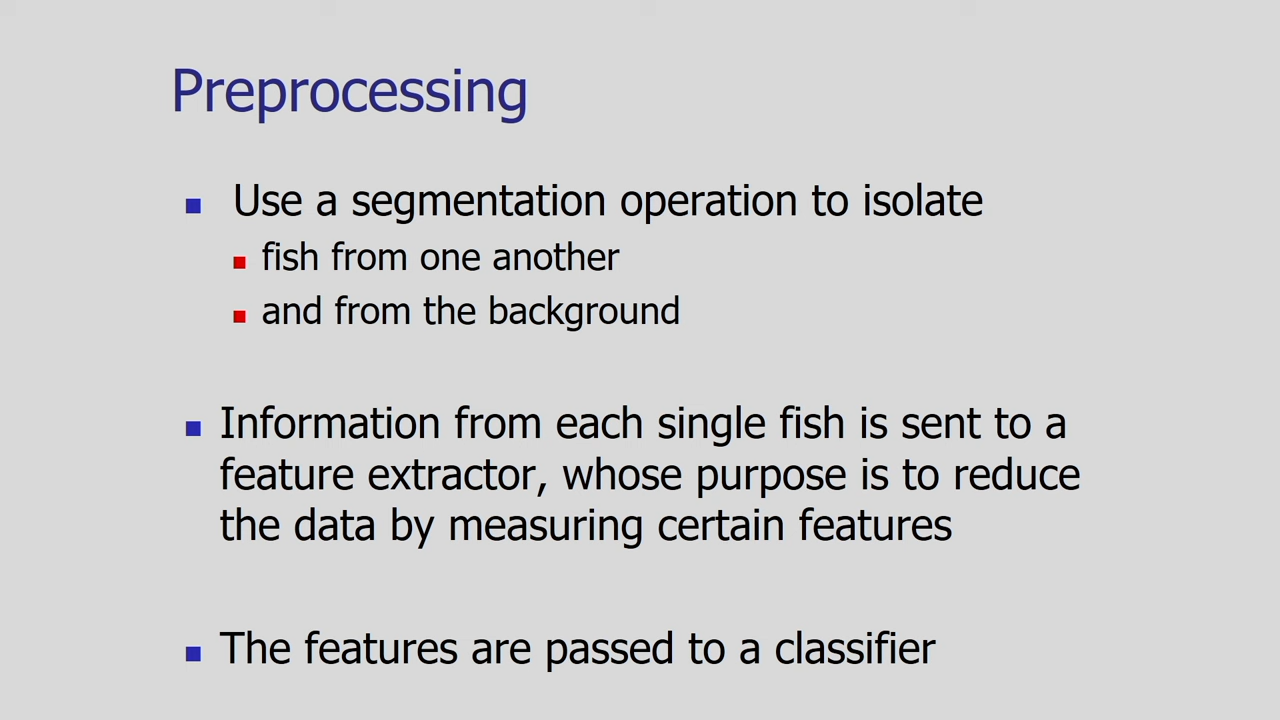 Preprocessing
Use a segmentation operation to isolate
fish from one another
and from the background
Information from each single fish is sent to a
feature extractor, whose purpose is to reduce
the data by measuring certain features
The features are passed to a classifier